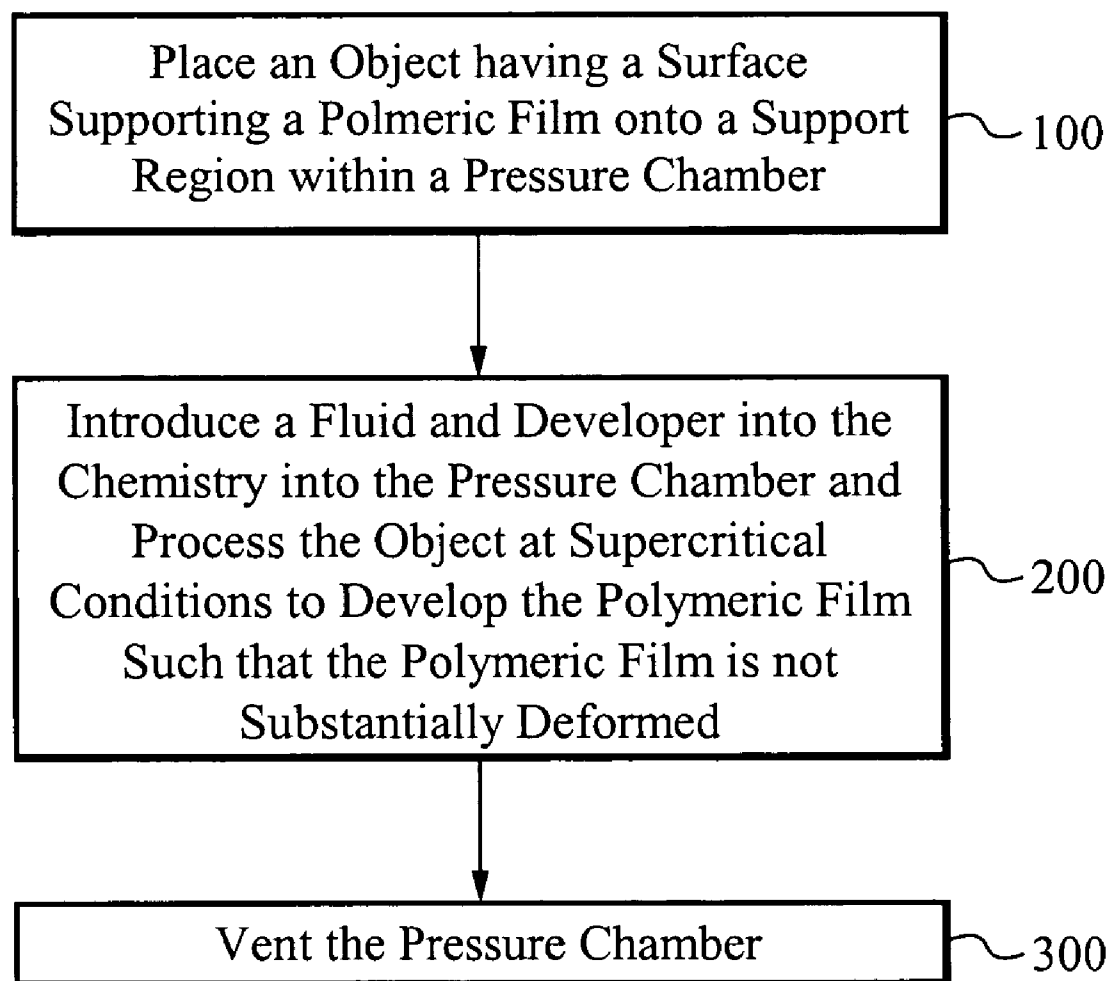 Place an Object having a Surface
Supporting a Polmeric Film onto a Support
Region within a Pressure Chamber
100
Introduce a Fluid and Developer into the
Chemistry into the Pressure Chamber and
Process the Object at Supercritical
Conditions to Develop the Polymeric Film
Such that the Polymeric Film is not
Substantially Deformed
200
Vent the Pressure Chamber
300